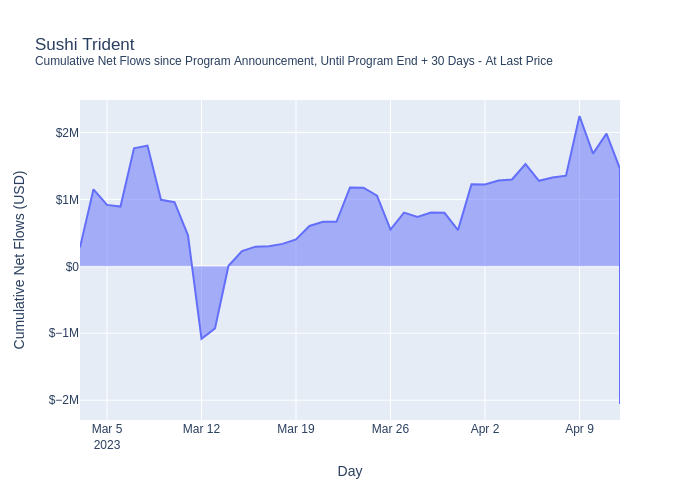 Sushi Trident
Cumulative Net Flows since Program Announcement, Until Program End + 30 Days - At Last Price
Cumulative Net Flows (USD)
$2M
$1M
$0
$−1M
$−2M
Mar 5
2023
Mar 12
Mar 19
Mar 26
Apr 2
Apr 9
Day